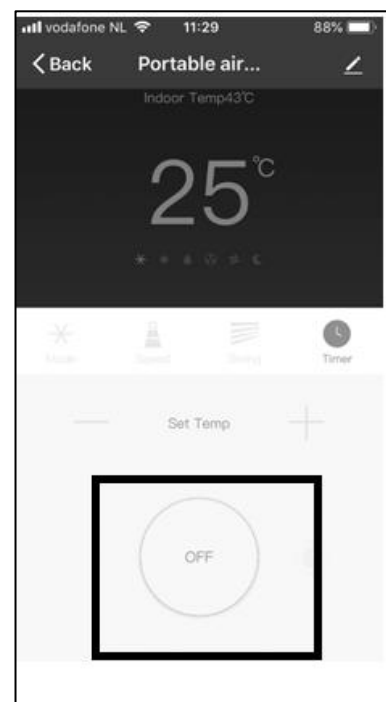 vodafone NL 11:29 88%
Back Portable air...
Indoor Temp43℃
25℃
Mode Speed Swing Timer
Set Temp
OFF